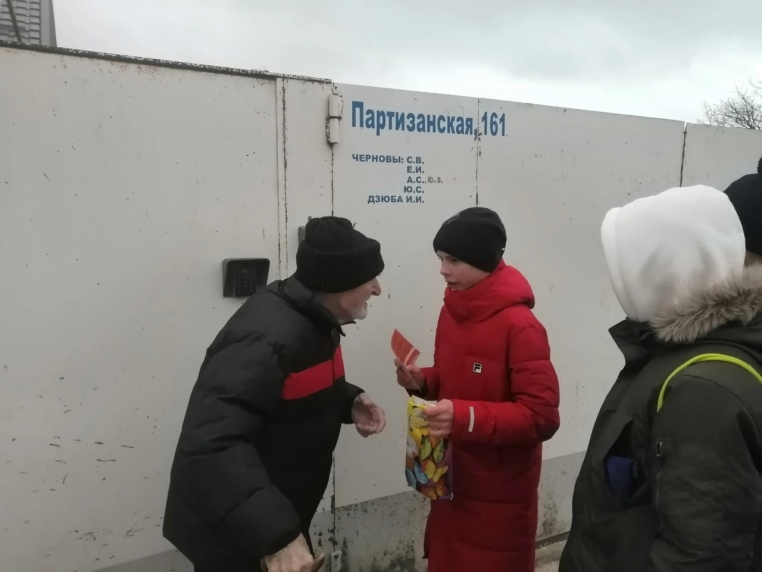 Партизанская, 161
ЧЕРНОВЫ: С.В.
Е.И.
А.С., Ю.В.
Ю.С.
ДЗЮБА И.И.
F